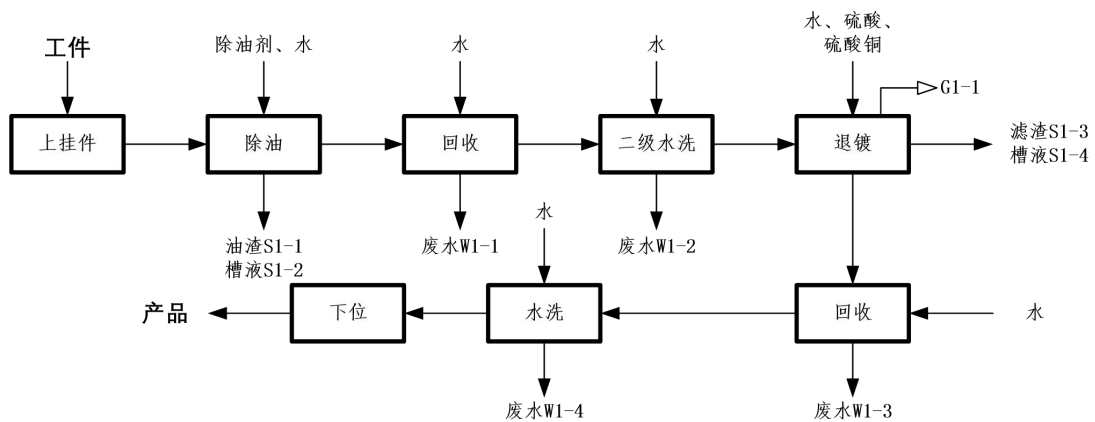 工件
除油剂、水
水
水
水、硫酸、
硫酸铜
G1-1
上挂件
除油
回收
二级水洗
退镀
滤渣S1-3
槽液S1-4
油渣S1-1
槽液S1-2
废水W1-1
废水W1-2
水
产品
下位
水洗
回收
水
废水W1-4
废水W1-3